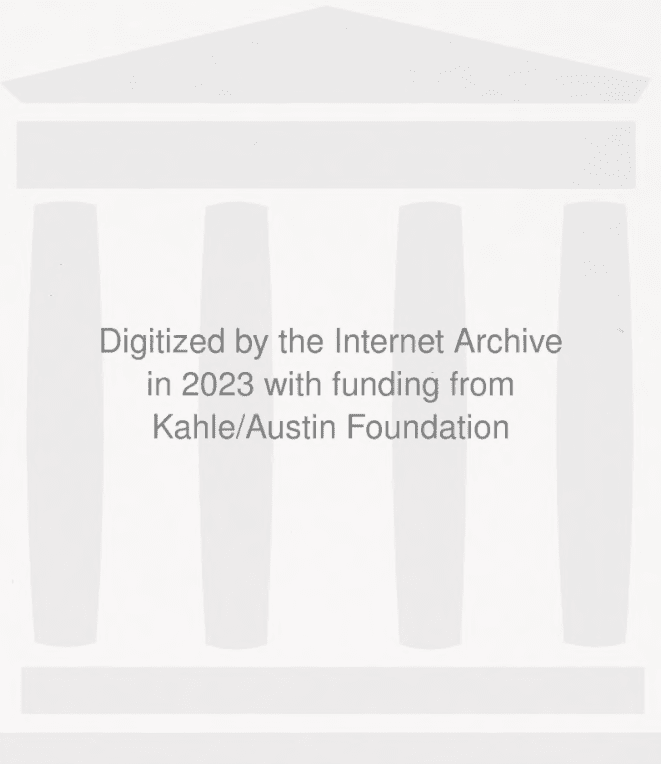 Digitized by the Internet Archive
in 2023 with funding from
Kahle/Austin Foundation